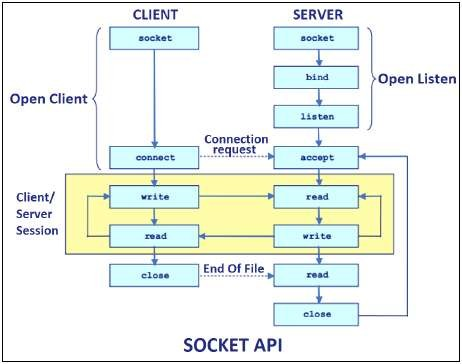 CLIENT SERVER
socket socket
Open Client
bind
Open Listen
listen
Connection
request
connect accept
Client/
Server
Session
write read
read write
close End Of File read
close
SOCKET API